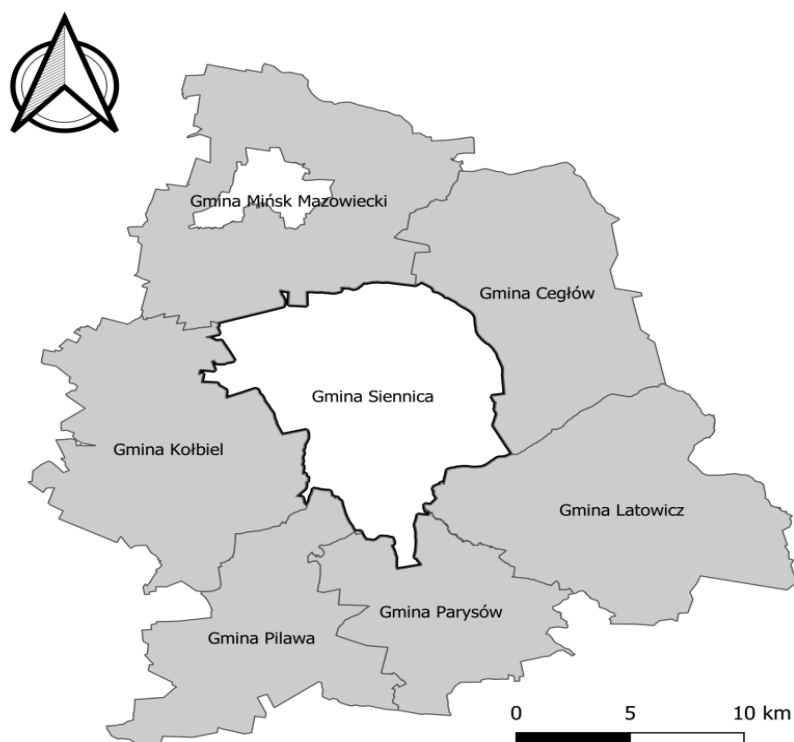 Gmina Mińsk Mazowiecki
Gmina Cegłów
Gmina Siennica
Gmina Kołbiel
Gmina Latowicz
Gmina Parysów
Gmina Pilawa
0 5 10 km